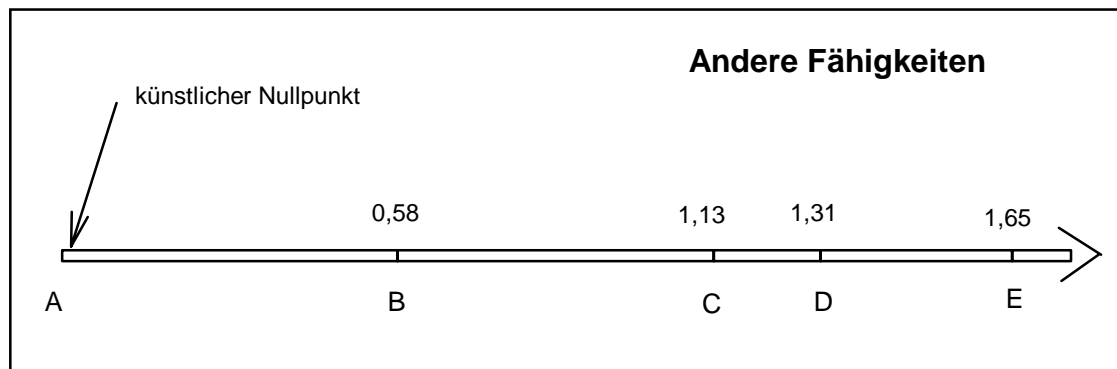 Andere Fähigkeiten
künstlicher Nullpunkt
0,58 1,13 1,31 1,65
A B C D E